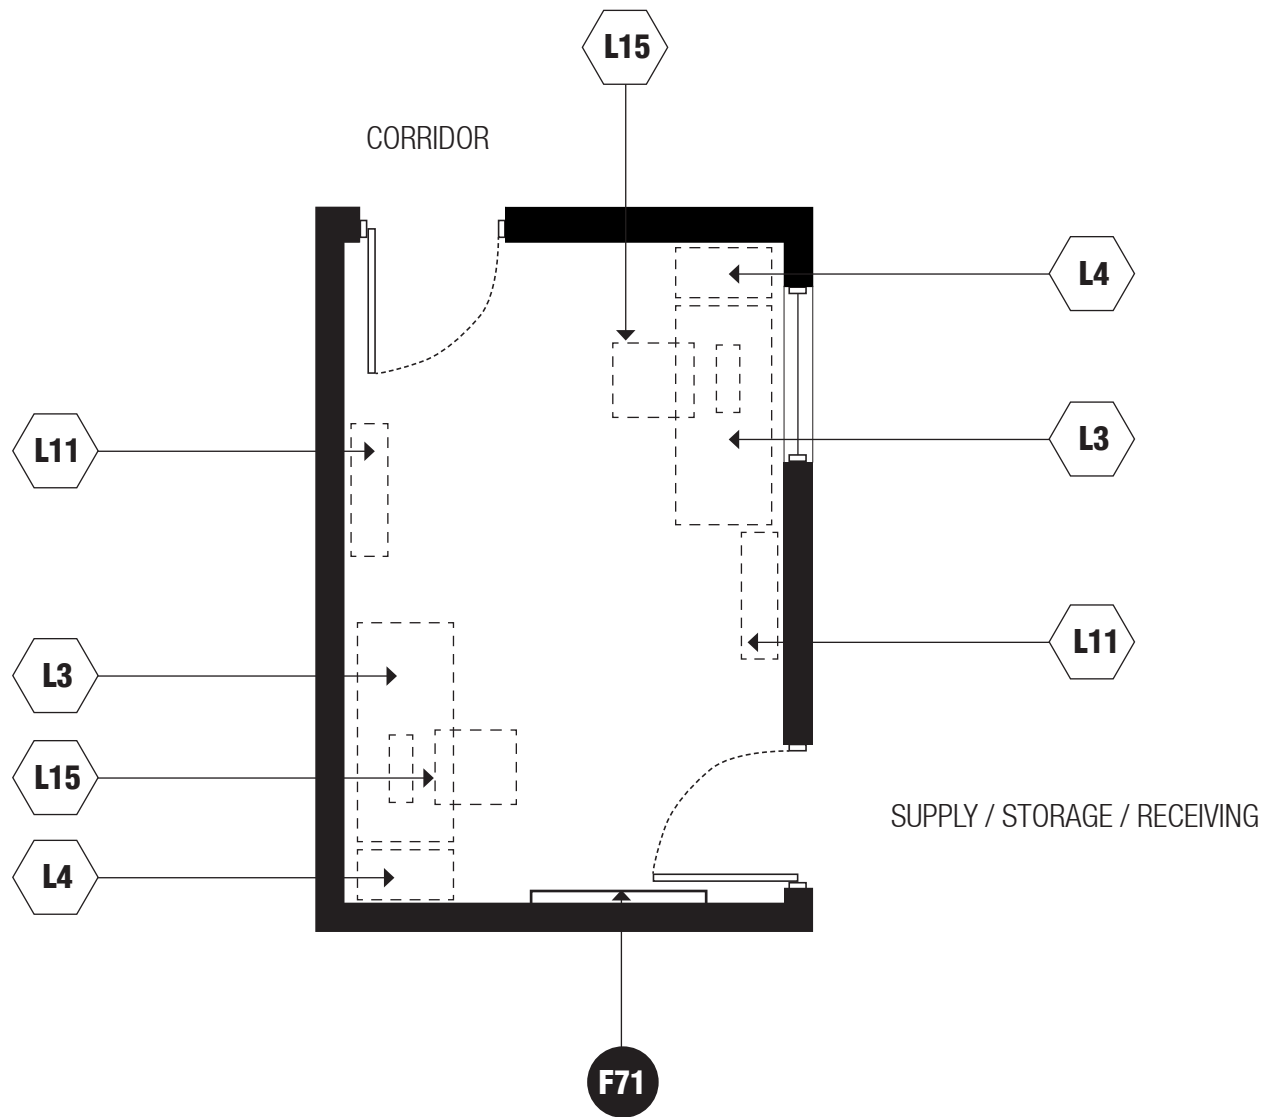 L15
CORRIDOR
L4
L3
L11
L11
L3
L15
SUPPLY / STORAGE / RECEIVING
L4
F71